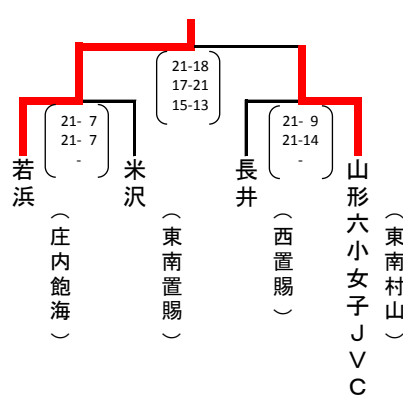 21-18
17-21
15-13
21- 7
21- 7
-
21- 9
21-14
-
若浜
（庄内飽海）
米沢
（東南置賜）
長井
（西置賜）
山形六小女子ＪＶＣ
（東南村山）